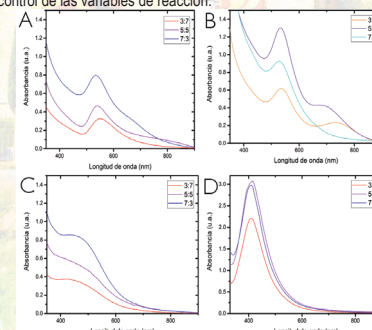 control de las variables de reacción.
A
1.4
1.2
1.0
0.8
0.6
0.4
0.2
0.0
Absorbancia (u.a.)
3:7
5:5
7:3
400 600 800
Longitud de onda (nm)
B
1.4
1.2
1.0
0.8
0.6
0.4
0.2
0.0
Absorbancia (u.a.)
400 600 800
Longitud de onda (nm)
C
1.4
1.2
1.0
0.8
0.6
0.4
0.2
0.0
Absorbancia (u.a.)
3:7
5:5
7:3
400 600 800
D
3.0
2.5
2.0
1.5
1.0
0.5
0.0
Absorbancia (u.a.)
400 600 800